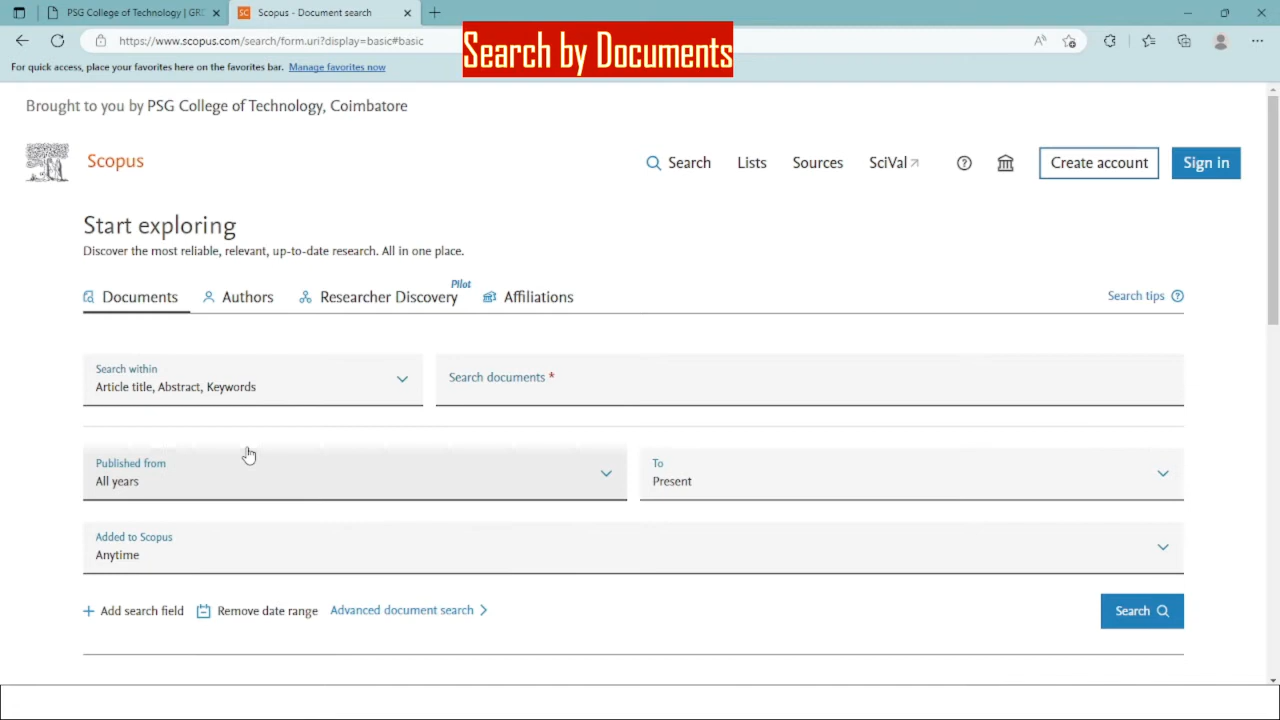 PSG College of Technology | GRD
Scopus - Document search
https://www.scopus.com/search/form.uri?display=basic#basic
Search by Documents
For quick access, place your favorites here on the favorites bar. Manage favorites now
Brought to you by PSG College of Technology, Coimbatore
Scopus
Search
Lists
Sources
SciVal
Create account
Sign in
Start exploring
Discover the most reliable, relevant, up-to-date research. All in one place.
Pilot
Documents
Authors
Researcher Discovery
Affiliations
Search tips
Search within
Article title, Abstract, Keywords
Search documents *
Published from
All years
To
Present
Added to Scopus
Anytime
Add search field
Remove date range
Advanced document search
Search